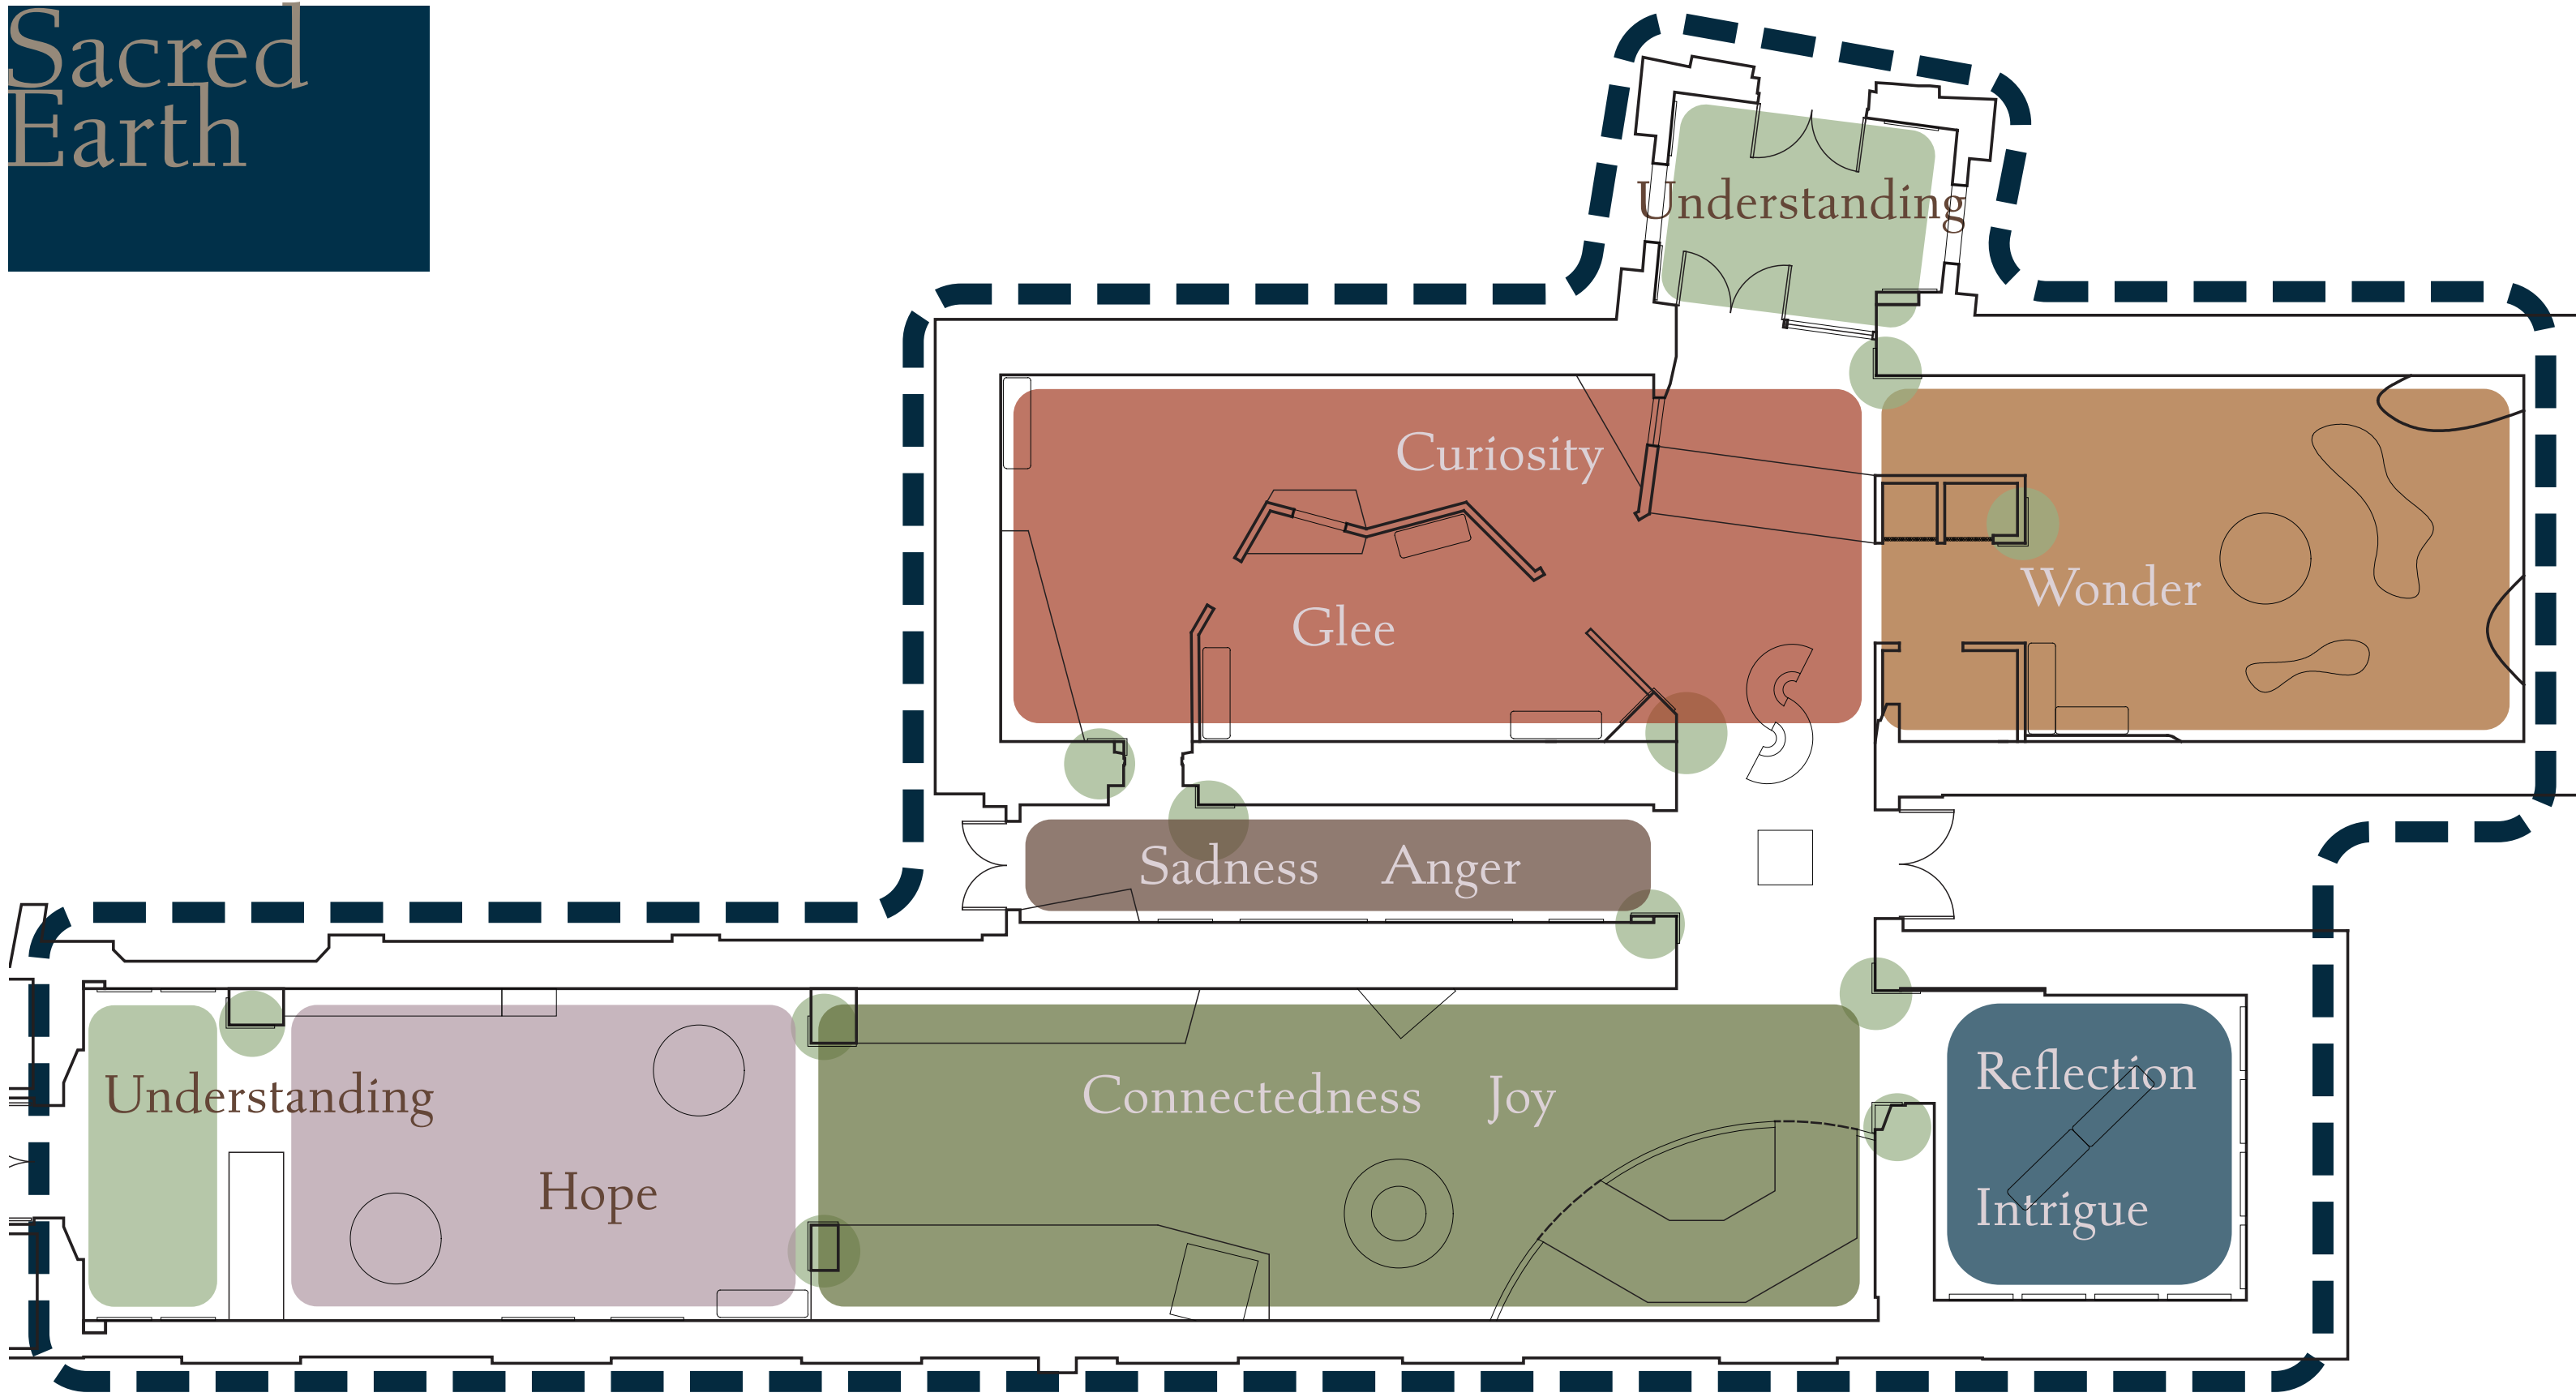 Sacred
Earth
Understanding
Curiosity
Glee
Wonder
Sadness Anger
Reflection
Understanding
Connectedness Joy
Hope
Intrigue